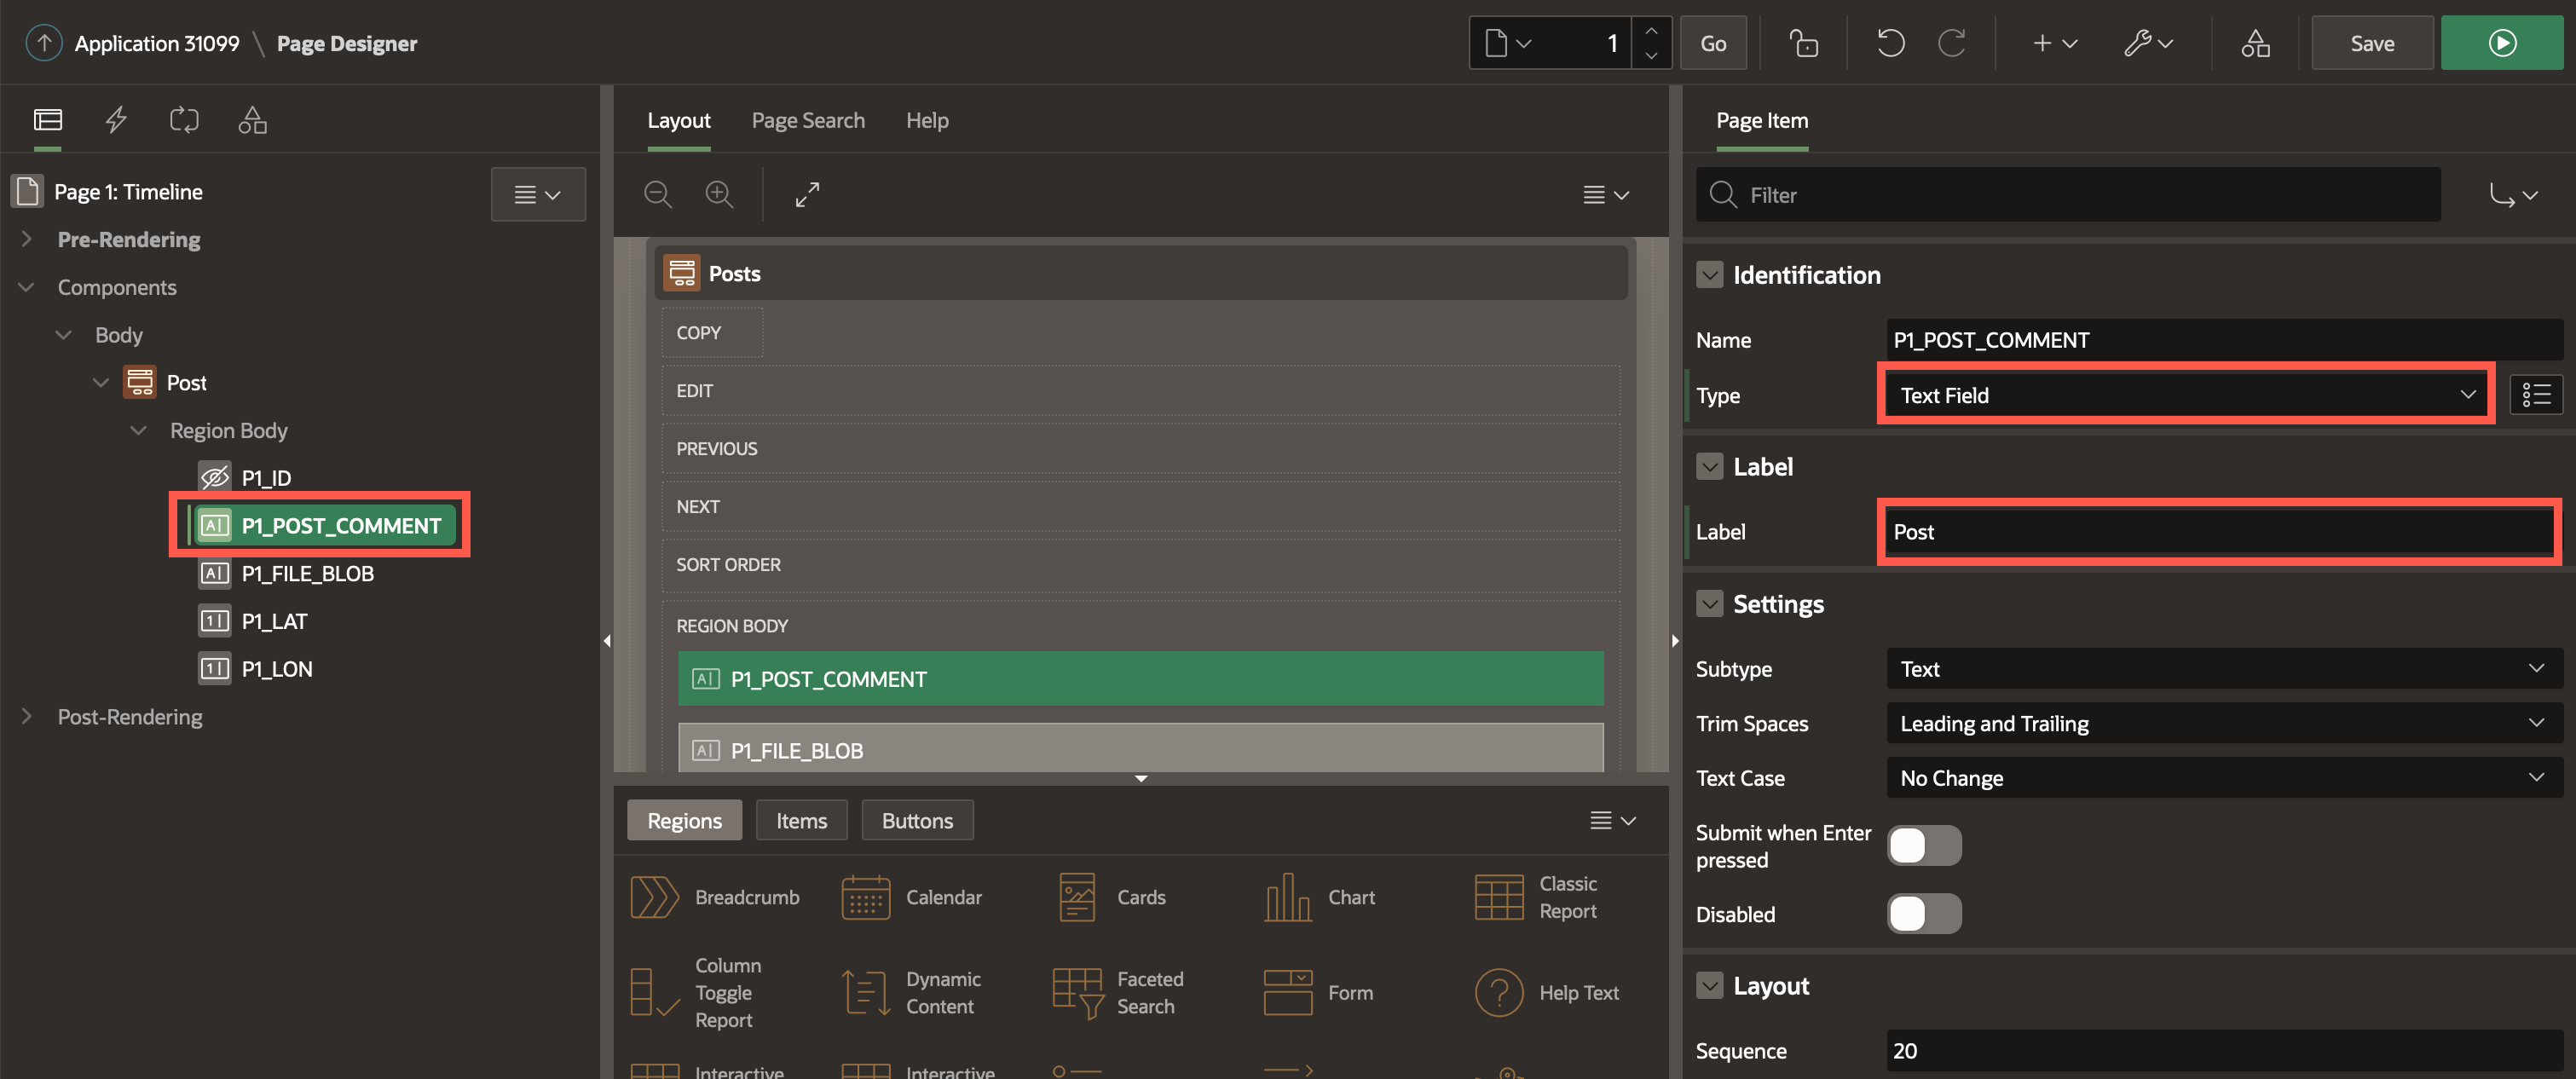 Application 31099 \ Page Designer
1
Go
Save
Layout
Page Search
Help
Page Item
Page 1: Timeline
Pre-Rendering
Components
Body
Post
Region Body
P1_ID
P1_POST_COMMENT
P1_FILE_BLOB
P1_LAT
P1_LON
Post-Rendering
Posts
COPY
EDIT
PREVIOUS
NEXT
SORT ORDER
REGION BODY
P1_POST_COMMENT
P1_FILE_BLOB
Regions
Items
Buttons
Breadcrumb
Calendar
Cards
Chart
Classic
Report
Column
Toggle
Report
Dynamic
Content
Faceted
Search
Form
Help Text
Interactive
Interactive
Filter
Identification
Name
P1_POST_COMMENT
Type
Text Field
Label
Label
Post
Settings
Subtype
Text
Trim Spaces
Leading and Trailing
Text Case
No Change
Submit when Enter
pressed
Disabled
Layout
Sequence
20